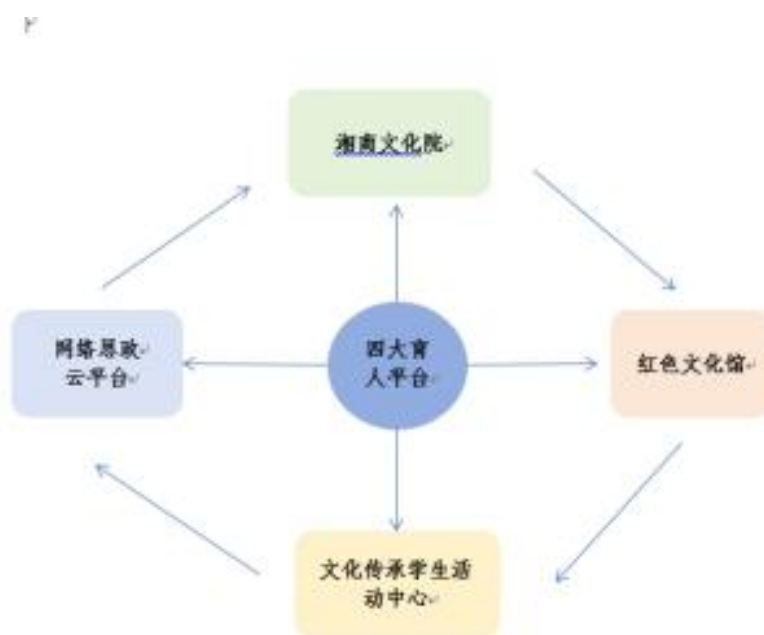 湘商文化院
网络思政
云平台
四大育
人平台
红色文化馆
文化传承学生活
动中心